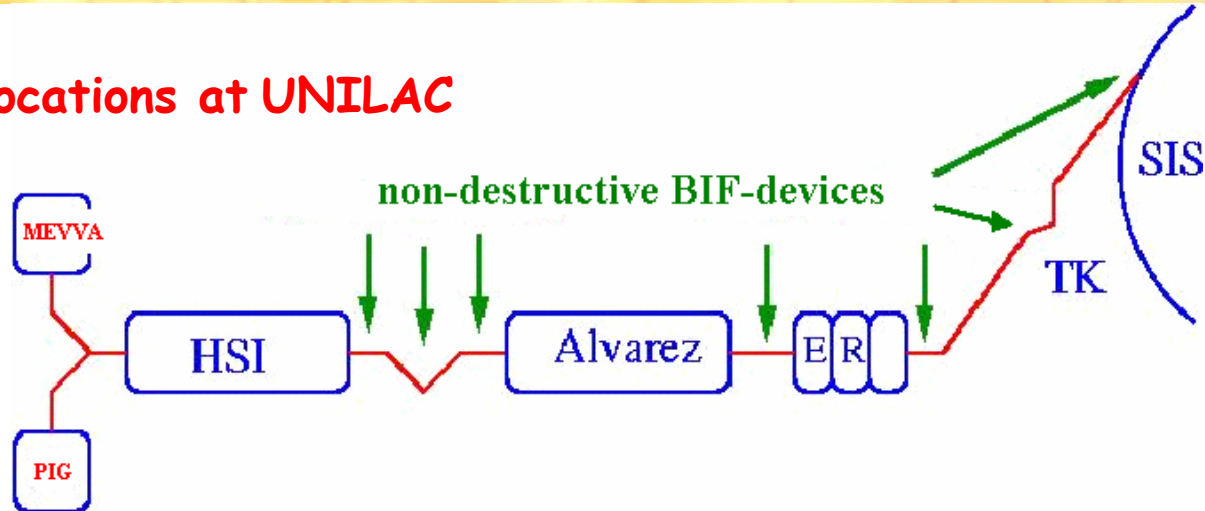 ocations at UNILAC
non-destructive BIF-devices
SIS
MEVVA
TK
HSI
Alvarez
E R
PIG